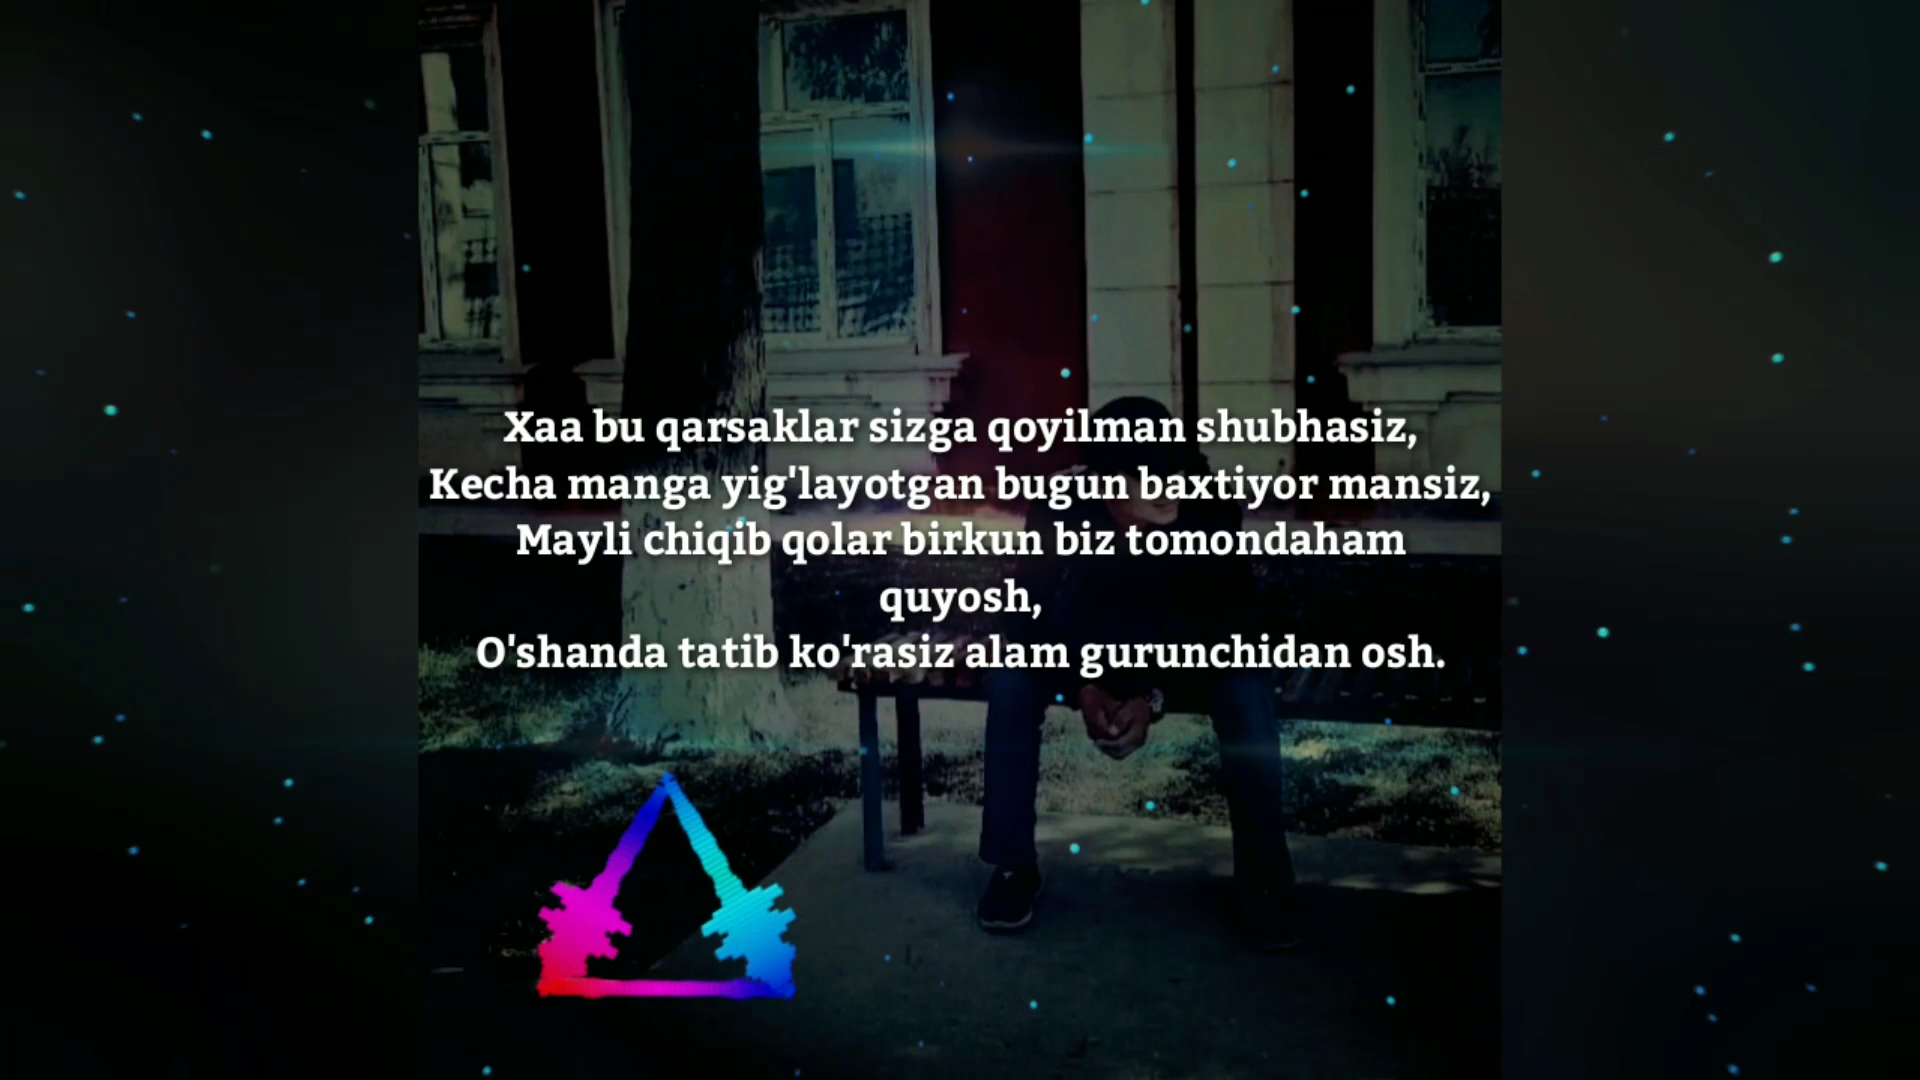 Xaa bu qarsaklar sizga qoyilman shubhasiz,
Kecha manga yig'layotgan bugun baxtiyor mansiz,
Mayli chiqib qolar birkun biz tomondaham
quyosh,
O'shanda tatib ko'rasiz alam gurunchidan osh.